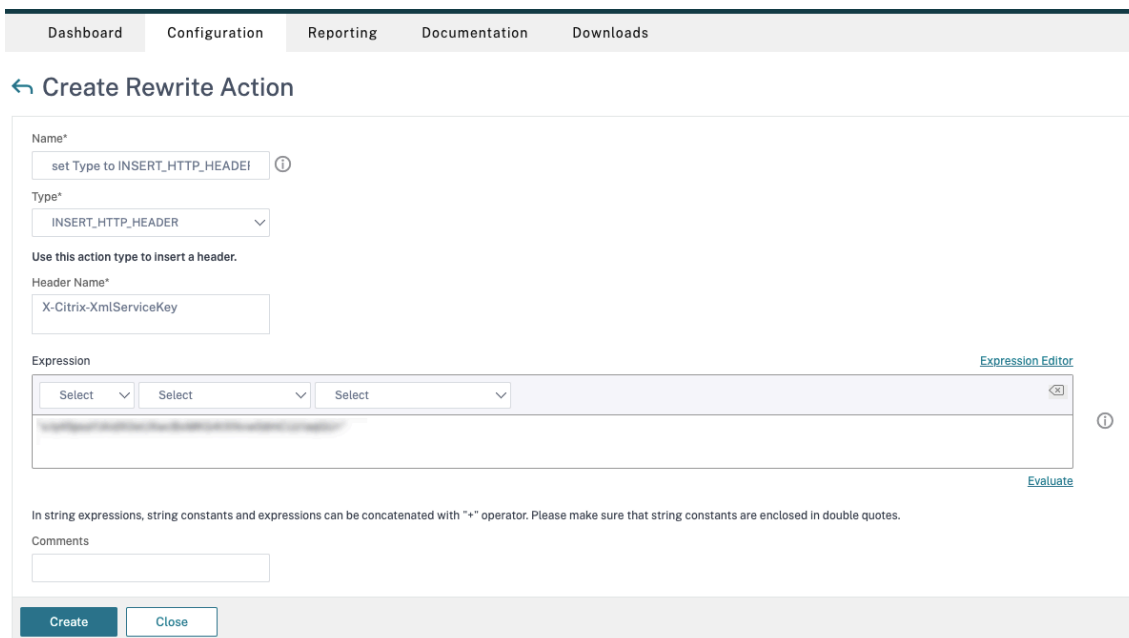 Dashboard Configuration Reporting Documentation Downloads
Create Rewrite Action
Name*
set Type to INSERT_HTTP_HEADER
Type*
INSERT_HTTP_HEADER
Use this action type to insert a header.
Header Name*
X-Citrix-XmlServiceKey
Expression Expression Editor
Select Select Select
Evaluate
In string expressions, string constants and expressions can be concatenated with "+" operator. Please make sure that string constants are enclosed in double quotes.
Comments
Create Close